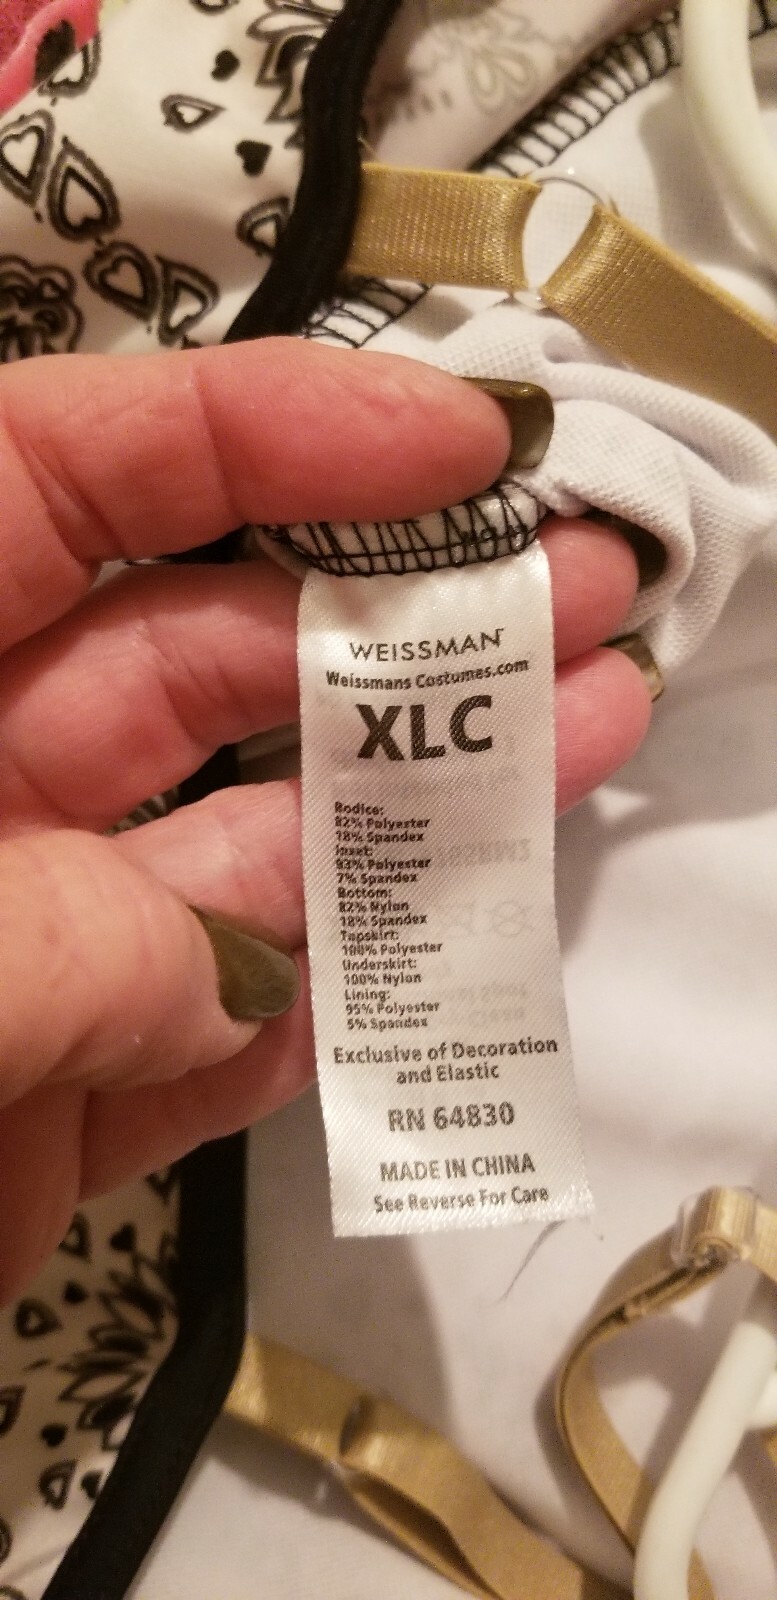 WEISSMAN™
Weissmans Costumes.com
XLC
Bodice:
82% Polyester
18% Spandex
Inset:
93% Polyester
7% Spandex
Bottom:
82% Nylon
18% Spandex
Topskirt:
100% Polyester
Underskirt:
100% Nylon
Lining:
95% Polyester
5% Spandex
Exclusive of Decoration
and Elastic
RN 64830
MADE IN CHINA
See Reverse For Care